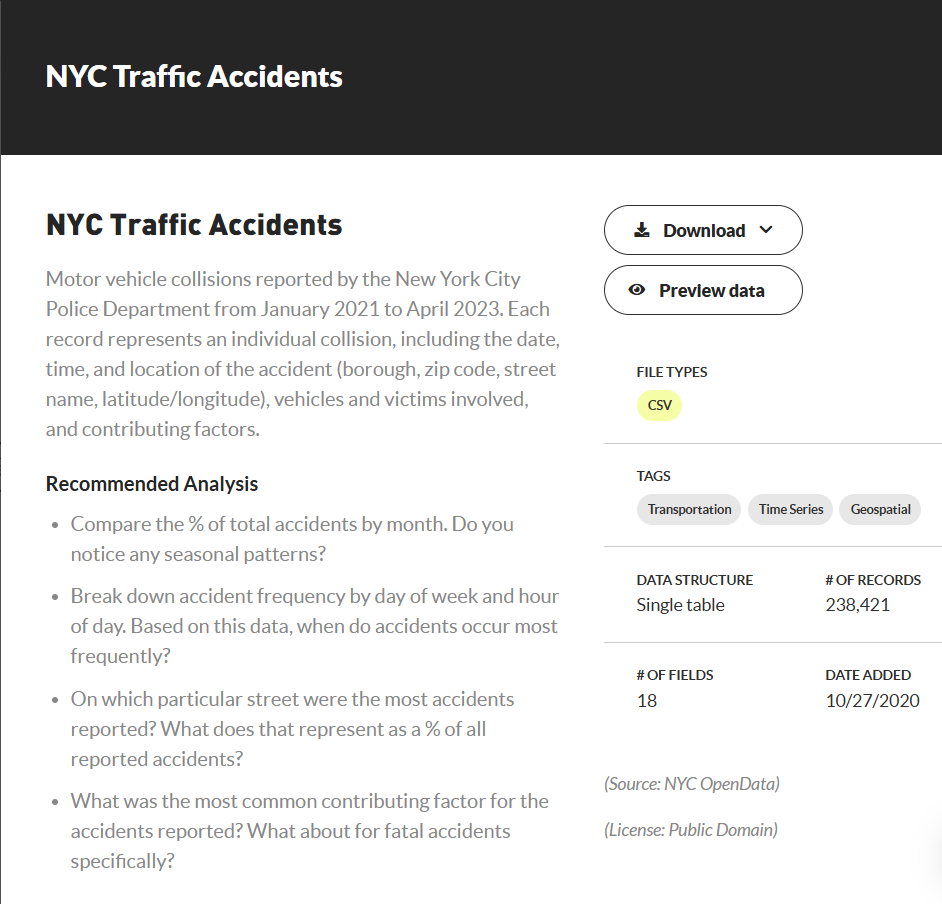 NYC Traffic Accidents
NYC Traffic Accidents
Motor vehicle collisions reported by the New York City
Police Department from January 2021 to April 2023. Each
record represents an individual collision, including the date,
time, and location of the accident (borough, zip code, street
name, latitude/longitude), vehicles and victims involved,
and contributing factors.
Recommended Analysis
• Compare the % of total accidents by month. Do you
notice any seasonal patterns?
• Break down accident frequency by day of week and hour
of day. Based on this data, when do accidents occur most
frequently?
• On which particular street were the most accidents
reported? What does that represent as a % of all
reported accidents?
• What was the most common contributing factor for the
accidents reported? What about for fatal accidents
specifically?
Download
Preview data
FILE TYPES
CSV
TAGS
Transportation Time Series Geospatial
DATA STRUCTURE # OF RECORDS
Single table 238,421
# OF FIELDS DATE ADDED
18 10/27/2020
(Source: NYC OpenData)
(License: Public Domain)